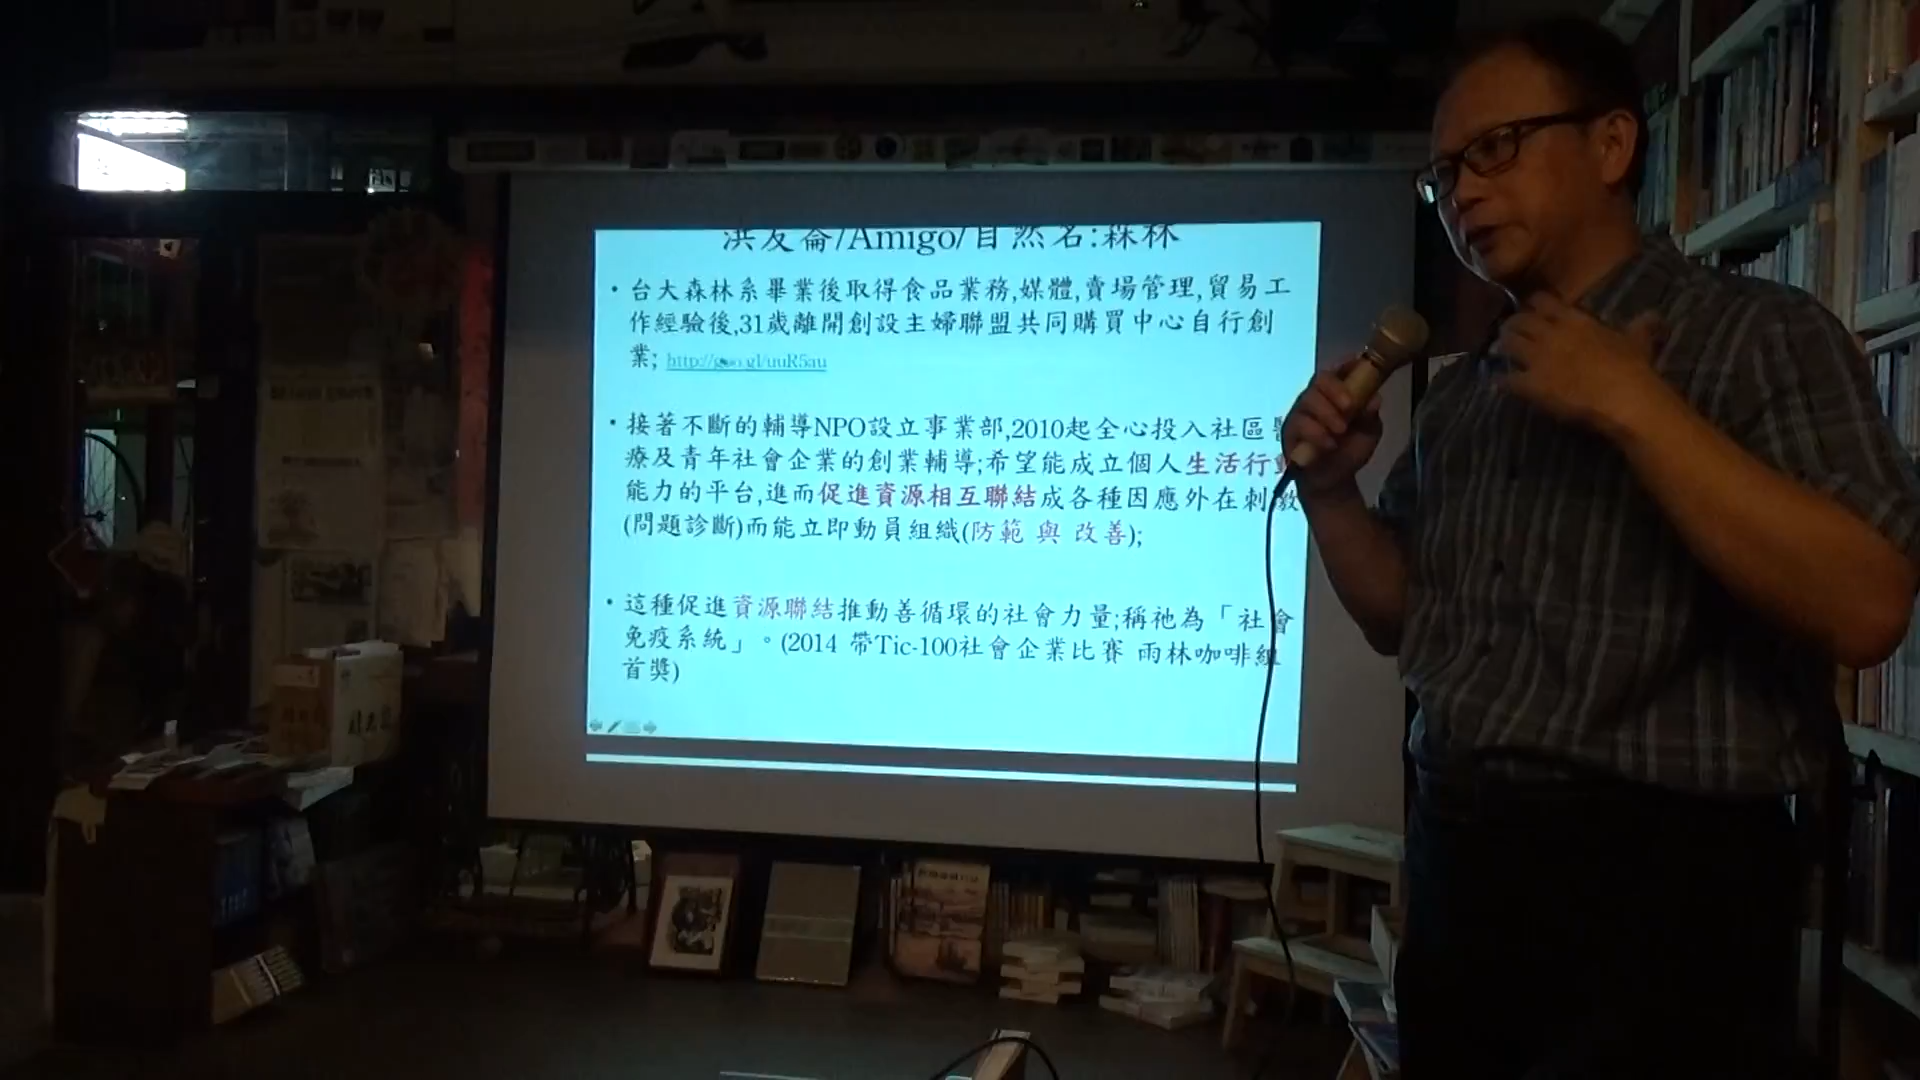 洪友崙/Amigo/自然名:森林
• 台大森林系畢業後取得食品業務,媒體,賣場管理,貿易工
作經驗後,31歲離開創設主婦聯盟共同購買中心自行創
業; http://goo.gl/uuR5au
• 接著不斷的輔導NPO設立事業部,2010起全心投入社區醫
療及青年社會企業的創業輔導;希望能成立個人生活行動
能力的平台,進而促進資源相互聯結成各種因應外在刺激
(問題診斷)而能立即動員組織(防範 與 改善);
• 這種促進資源聯結推動善循環的社會力量;稱祂為「社會
免疫系統」。(2014 帶Tic-100社會企業比賽 雨林咖啡組
首獎)